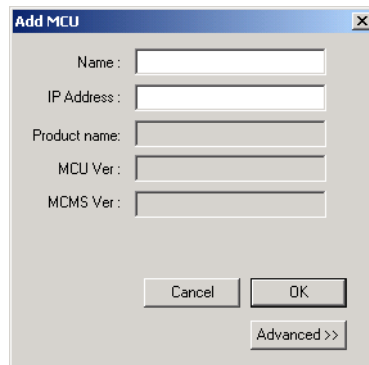 Add MCU
Name :
IP Address :
Product name:
MCU Ver :
MCMS Ver :
Cancel OK
Advanced >>